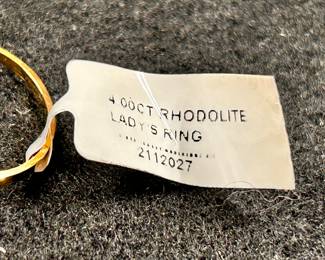 4.00CT RHODOLITE
LADY'S RING
2112027